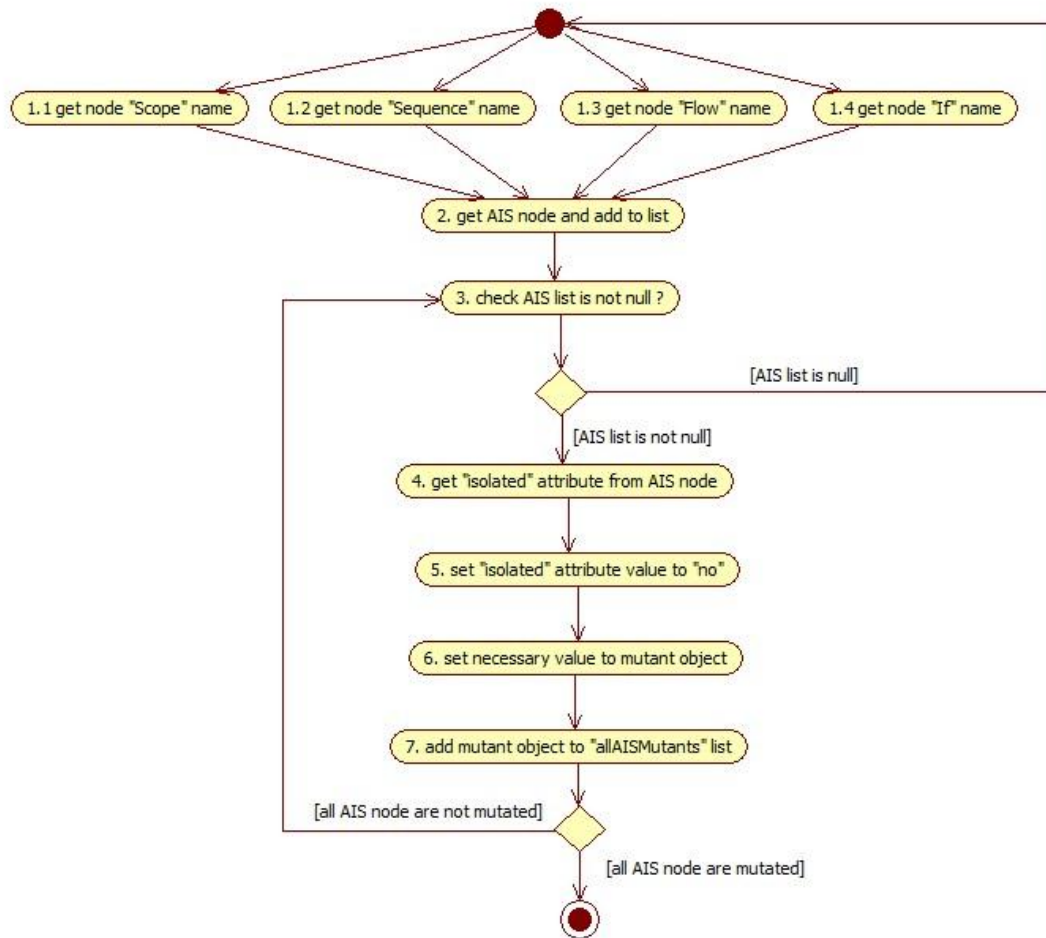 1.1 get node "Scope" name
1.2 get node "Sequence" name
1.3 get node "Flow" name
1.4 get node "If" name
2. get AIS node and add to list
3. check AIS list is not null ?
[AIS list is null]
[AIS list is not null]
4. get "isolated" attribute from AIS node
5. set "isolated" attribute value to "no"
6. set necessary value to mutant object
7. add mutant object to "allAISMutants" list
[all AIS node are not mutated]
[all AIS node are mutated]